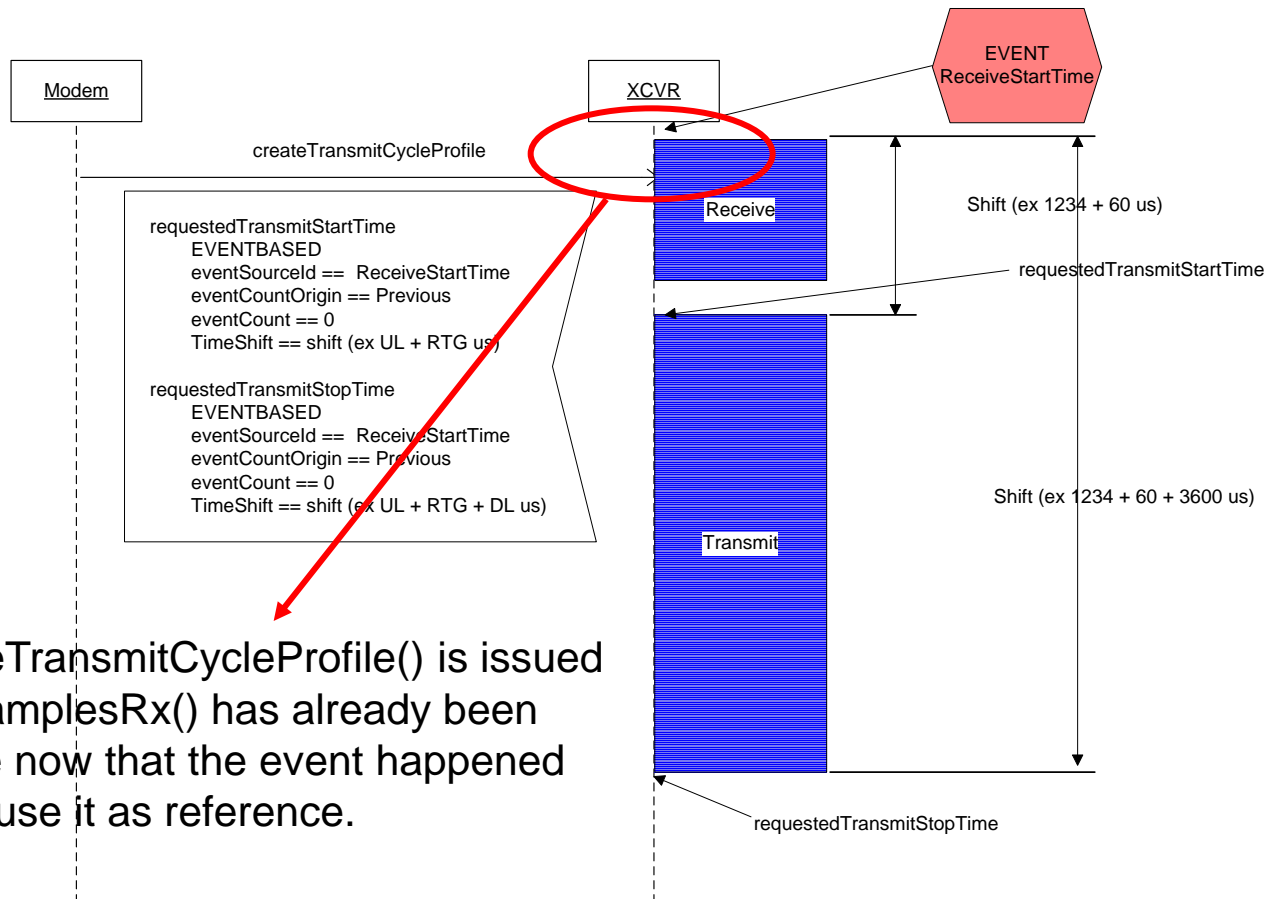 EVENT
ReceiveStartTime
Modem
XCVR
createTransmitCycleProfile
requestedTransmitStartTime
EVENTBASED
eventSourceId == ReceiveStartTime
eventCountOrigin == Previous
eventCount == 0
TimeShift == shift (ex UL + RTG us)
requestedTransmitStopTime
EVENTBASED
eventSourceId == ReceiveStartTime
eventCountOrigin == Previous
eventCount == 0
TimeShift == shift (ex UL + RTG + DL us)
Receive
Shift (ex 1234 + 60 us)
requestedTransmitStartTime
Shift (ex 1234 + 60 + 3600 us)
Transmit
eTransmitCycleProfile() is issued
amplesRx() has already been
e now that the event happened
use it as reference.
requestedTransmitStopTime